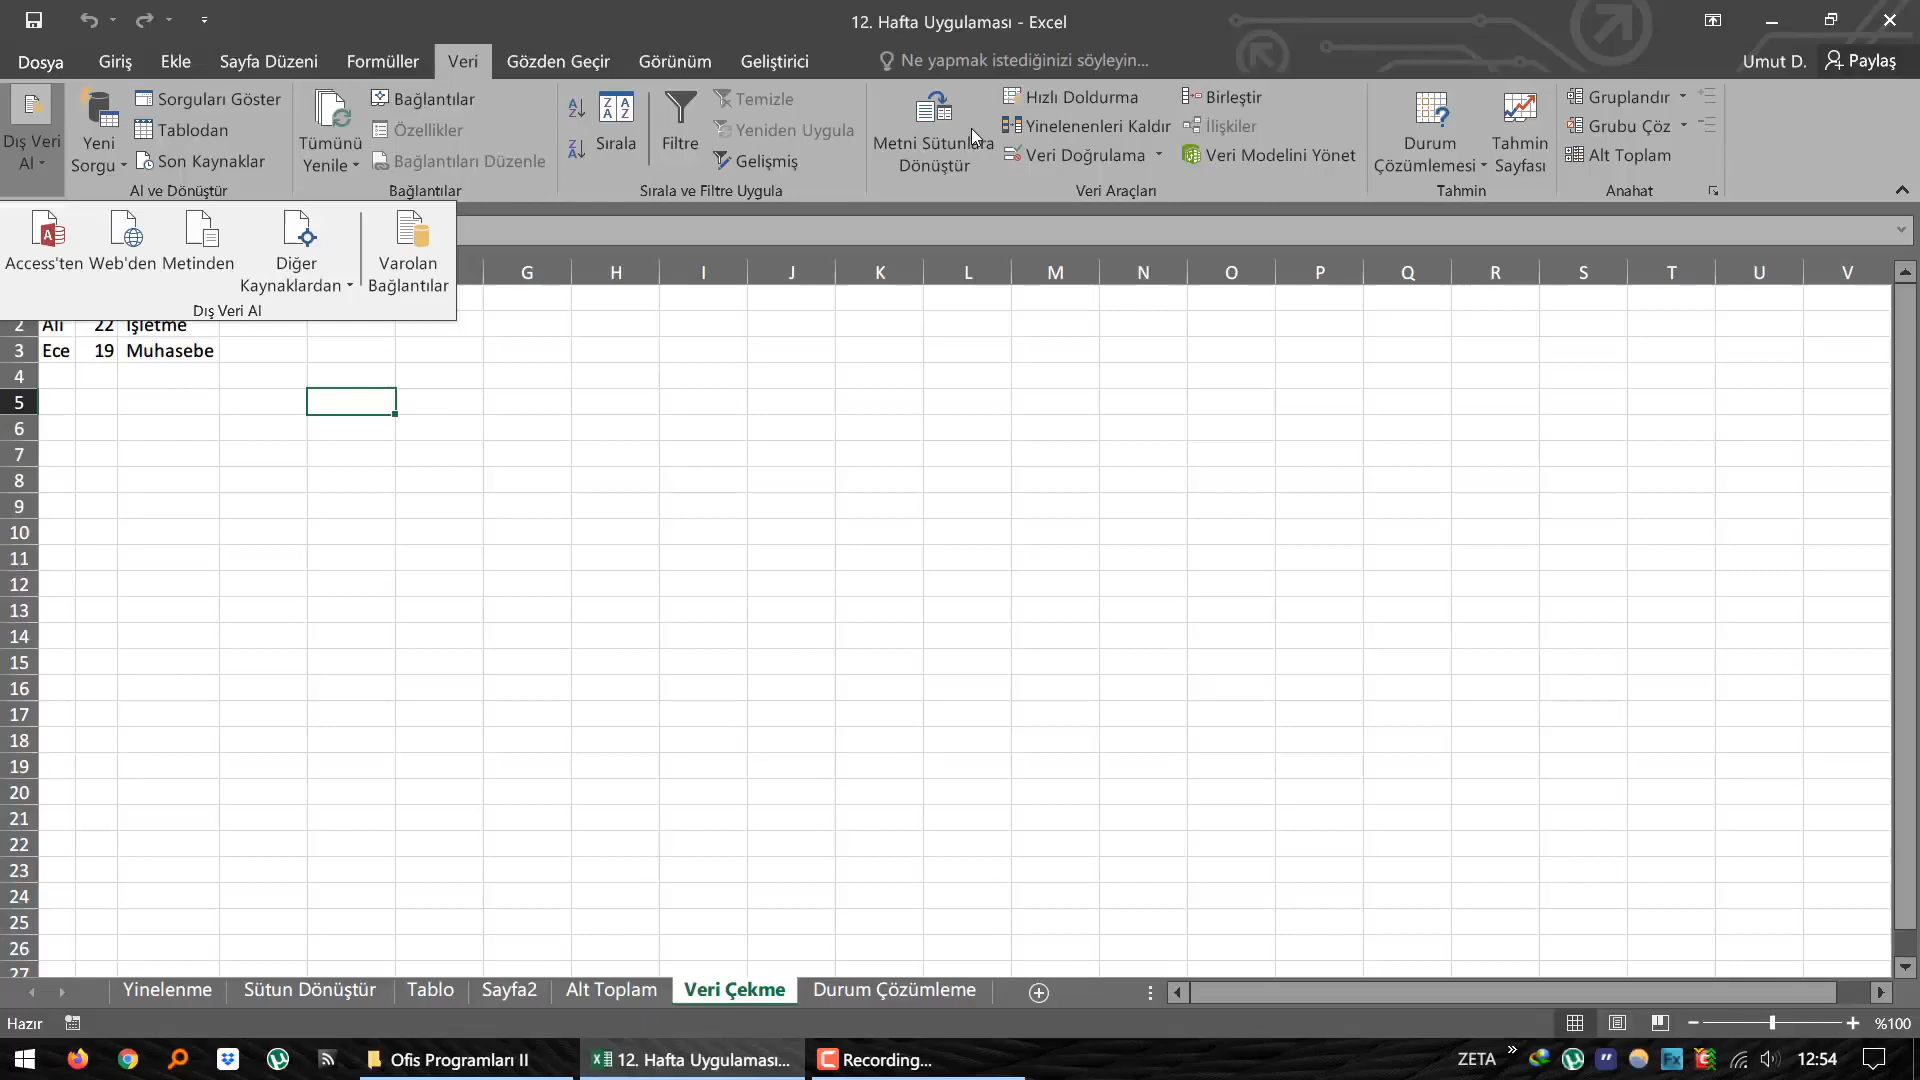 12. Hafta Uygulaması - Excel
Dosya Giriş Ekle Sayfa Düzeni Formüller Veri Gözden Geçir Görünüm Geliştirici Ne yapmak istediğinizi söyleyin... Umut D. Paylaş
Dış Veri Al
Yeni Sorgu
Sorguları Göster
Tablodan
Son Kaynaklar
Al ve Dönüştür
Tümünü Yenile
Bağlantılar
Özellikler
Bağlantıları Düzenle
Bağlantılar
Sırala
Filtre
Temizle
Yeniden Uygula
Gelişmiş
Sırala ve Filtre Uygula
Metni Sütunlara Dönüştür
Hızlı Doldurma
Yinelenenleri Kaldır
Veri Doğrulama
Birleştir
İlişkiler
Veri Modelini Yönet
Veri Araçları
Durum Çözümlemesi
Tahmin Sayfası
Tahmin
Gruplandır
Grubu Çöz
Alt Toplam
Anahat
Access'ten
Web'den
Metinden
Diğer Kaynaklardan
Varolan Bağlantılar
Dış Veri Al
G H I J K L M N O P Q R S T U V
2 Ali 22 İşletme
3 Ece 19 Muhasebe
4
5
6
7
8
9
10
11
12
13
14
15
16
17
18
19
20
21
22
23
24
25
26
27
Yinelenme Sütun Dönüştür Tablo Sayfa2 Alt Toplam Veri Çekme Durum Çözümleme
Hazır %100
Ofis Programları II 12. Hafta Uygulaması... Recording... ZETA 12:54